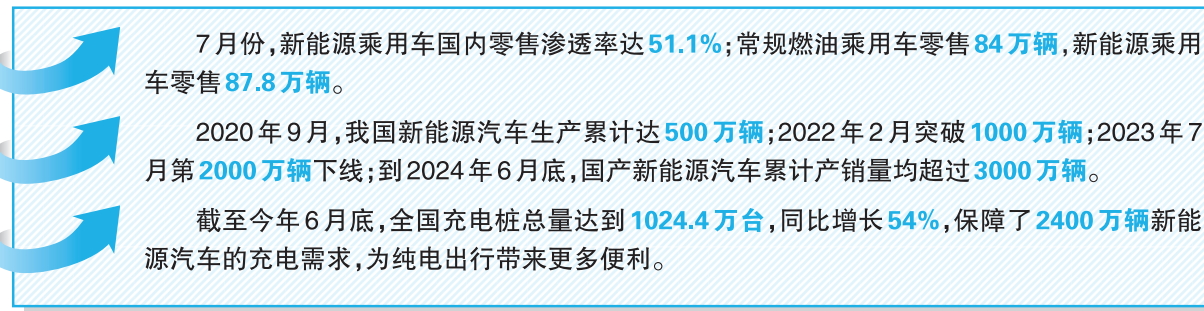 7月份,新能源乘用车国内零售渗透率达51.1%;常规燃油乘用车零售84万辆,新能源乘用
车零售87.8万辆。
2020年9月,我国新能源汽车生产累计达500万辆;2022年2月突破1000万辆;2023年7
月第2000万辆下线;到2024年6月底,国产新能源汽车累计产销量均超过3000万辆。
截至今年6月底,全国充电桩总量达到1024.4万台,同比增长54%,保障了2400万辆新能
源汽车的充电需求,为纯电出行带来更多便利。